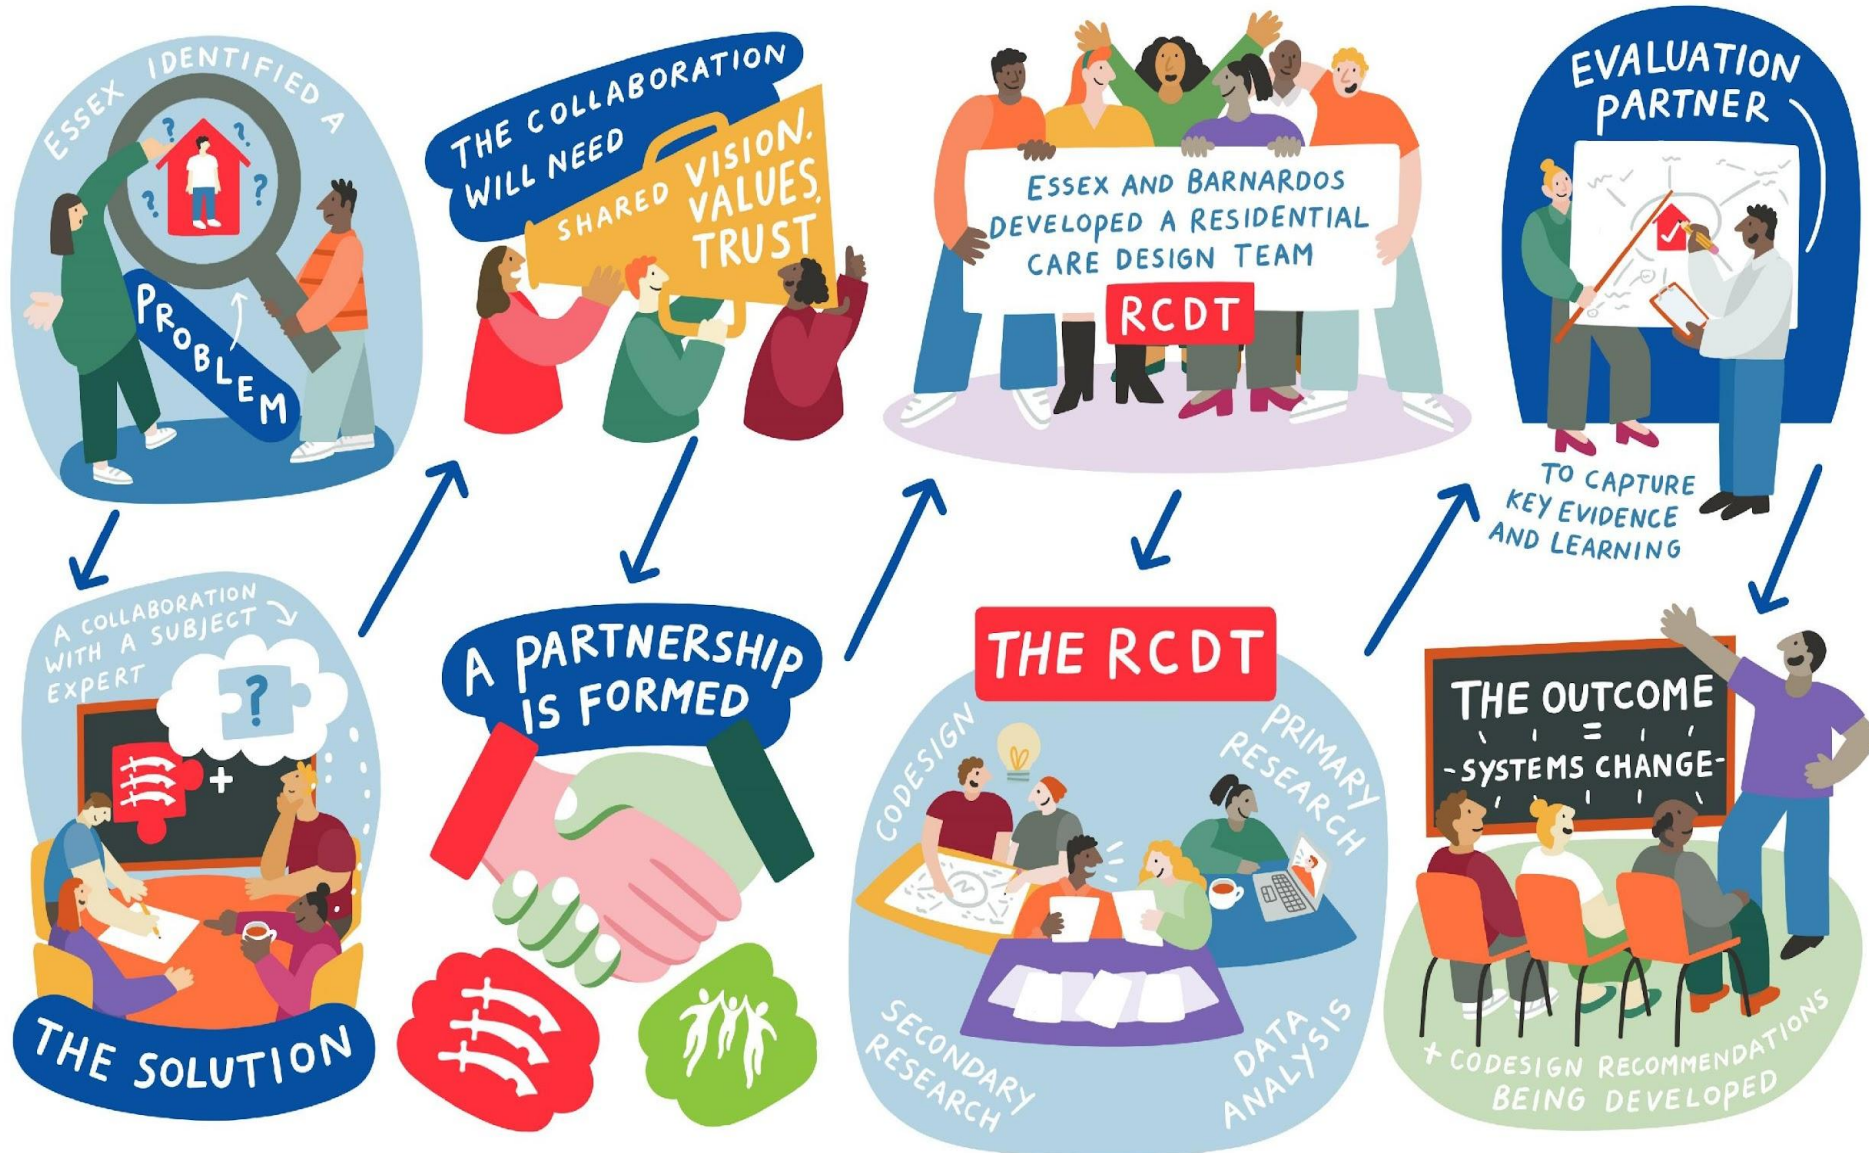 ESSEX IDENTIFIED A
PROBLEM
?
?
?
?
A COLLABORATION
WITH A SUBJECT
EXPERT
?
+
THE SOLUTION
THE COLLABORATION
WILL NEED
SHARED
VISION.
VALUES,
TRUST
A PARTNERSHIP
IS FORMED
ESSEX AND BARNARDOS
DEVELOPED A RESIDENTIAL
CARE DESIGN TEAM
RCDT
THE RCDT
CODESIGN
PRIMARY
RESEARCH
SECONDARY
RESEARCH
DATA
ANALYSIS
EVALUATION
PARTNER
TO CAPTURE
KEY EVIDENCE
AND LEARNING
THE OUTCOME
=
-SYSTEMS CHANGE-
+ CODESIGN RECOMMENDATIONS
BEING DEVELOPED